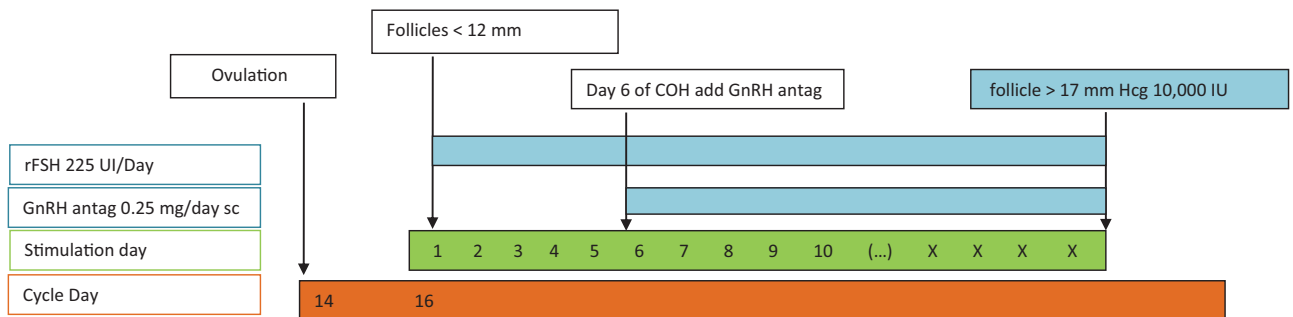 Follicles < 12 mm
Ovulation
Day 6 of COH add GnRH antag
follicle > 17 mm Hcg 10,000 IU
rFSH 225 UI/Day
GnRH antag 0.25 mg/day sc
Stimulation day 1 2 3 4 5 6 7 8 9 10 (...) X X X X
Cycle Day 14 16